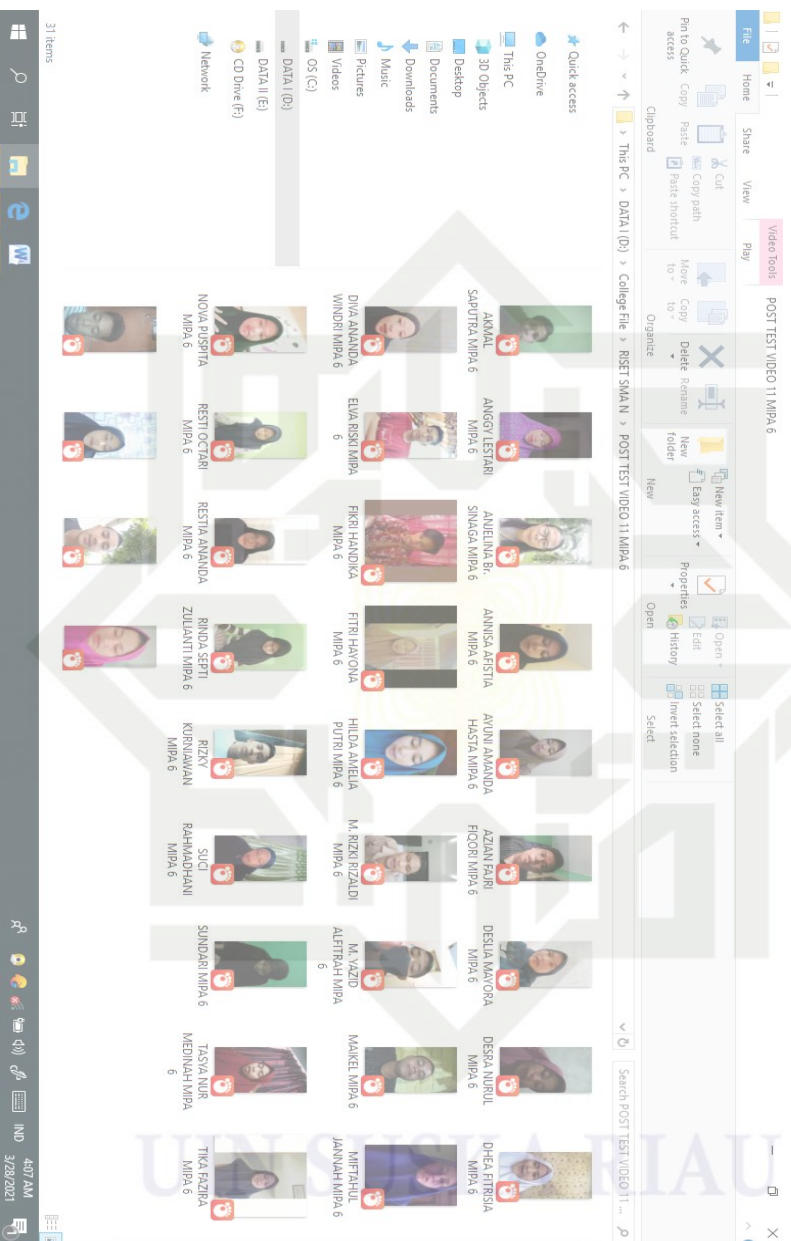 Video Tools
POST TEST VIDEO 11 MIPA 6
File
Home
Share
View
Play
Pin to Quick
access
Copy
Paste
Cut
Copy path
Paste shortcut
Clipboard
Move
to
Copy
to
Delete
Rename
Organize
New
folder
New item
Easy access
New
Properties
Open
Edit
History
Open
Select all
Select none
Invert selection
Select
This PC > DATA I (D:) > College File > RISET SMA N > POST TEST VIDEO 11 MIPA 6
Search POST TEST VIDEO 11 ...
Quick access
OneDrive
This PC
3D Objects
Desktop
Documents
Downloads
Music
Pictures
Videos
OS (C:)
DATA I (D:)
DATA II (E:)
CD Drive (F:)
Network
AKMAL
SAPUTRA MIPA 6
ANGGY LESTARI
MIPA 6
ANJELINA Br.
SINAGA MIPA 6
ANNISA AFISTIA
MIPA 6
AYUNI AMANDA
HASTA MIPA 6
AZIAN FAJRI
FIQORI MIPA 6
DESLIA MAYORA
MIPA 6
DESRA NURUL
MIPA 6
DHEA FITRISIA
MIPA 6
DIVA ANANDA
WINDRI MIPA 6
ELVA RISKI MIPA
6
FIKRI HANDIKA
MIPA 6
FITRI HAYONA
MIPA 6
HILDA AMELIA
PUTRI MIPA 6
M. RIZKI RIZALDI
MIPA 6
M. YAZID
ALFITRAH MIPA
6
MAIKEL MIPA 6
MIFTAHUL
JANNAH MIPA 6
NOVA PUSPITA
MIPA 6
RESTI OCTARI
MIPA 6
RESTIA ANANDA
MIPA 6
RINDA SEPTI
ZULIANTI MIPA 6
RIZKY
KURNIAWAN
MIPA 6
SUCI
RAHMADHANI
MIPA 6
SUNDARI MIPA 6
TASYA NUR
MEDINAH MIPA
6
TIKA FAZIRA
MIPA 6
31 items
IND
4:07 AM
3/28/2021
UIN SUSKA RIAU